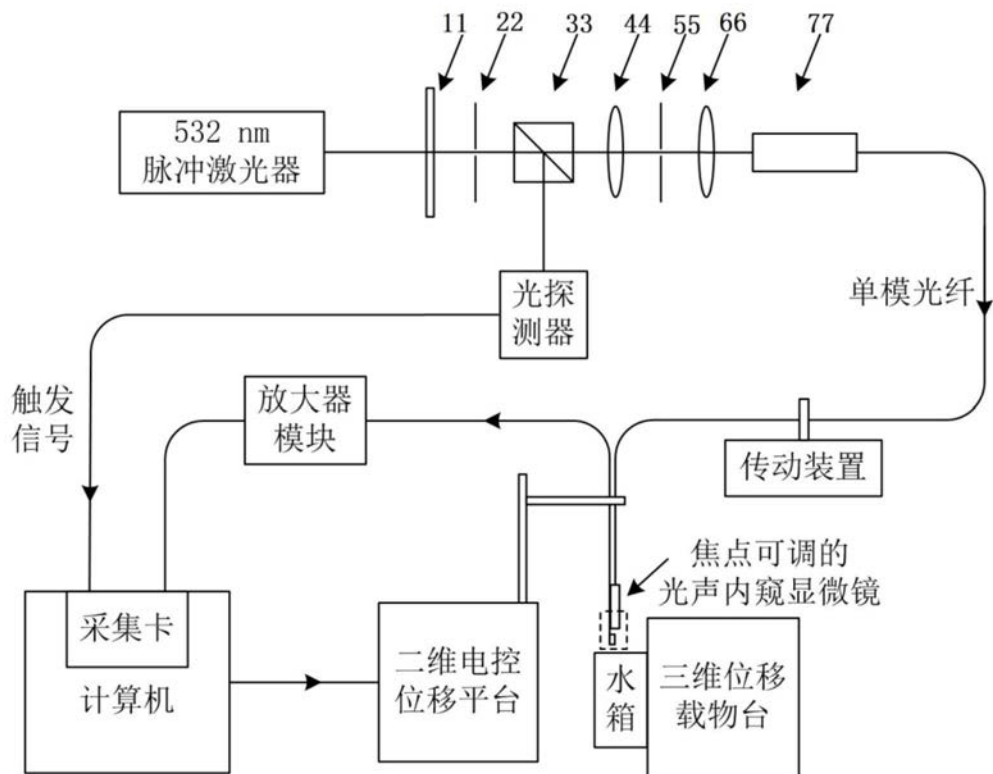 11 22 33 44 55 66 77
532 nm
脉冲激光器
光探
测器
单模光纤
触发
信号
放大器
模块
传动装置
焦点可调的
光声内窥显微镜
采集卡
计算机
二维电控
位移平台
水
箱
三维位移
载物台